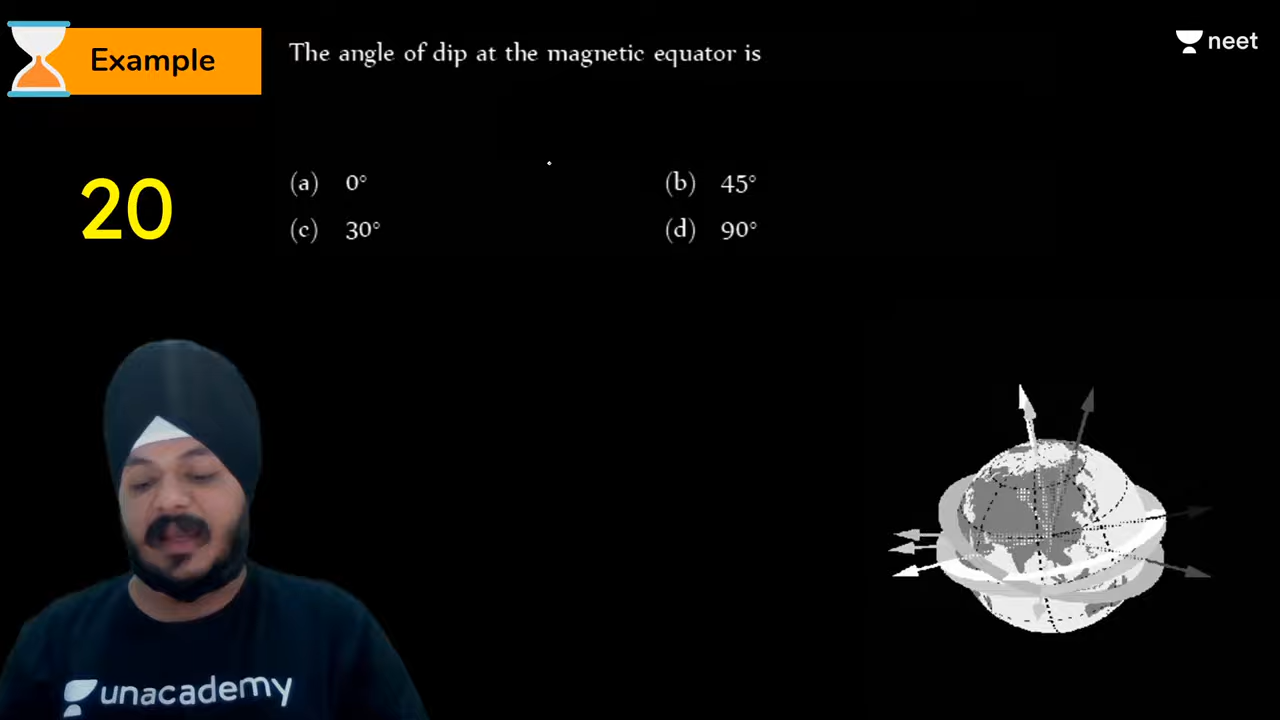 Example
The angle of dip at the magnetic equator is
neet
20
(a) 0° (b) 45°
(c) 30° (d) 90°
unacademy